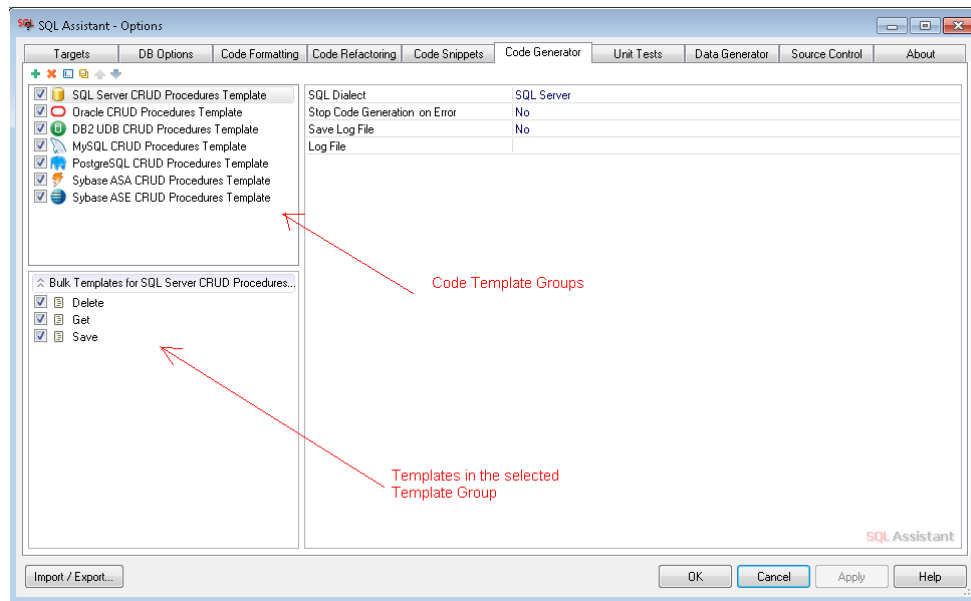 SQL Assistant - Options
Targets
DB Options
Code Formatting
Code Refactoring
Code Snippets
Code Generator
Unit Tests
Data Generator
Source Control
About
SQL Server CRUD Procedures Template
Oracle CRUD Procedures Template
DB2 UDB CRUD Procedures Template
MySQL CRUD Procedures Template
PostgreSQL CRUD Procedures Template
Sybase ASA CRUD Procedures Template
Sybase ASE CRUD Procedures Template
SQL Dialect SQL Server
Stop Code Generation on Error No
Save Log File No
Log File
Code Template Groups
Bulk Templates for SQL Server CRUD Procedures...
Delete
Get
Save
Templates in the selected
Template Group
SQL Assistant
Import / Export...
OK
Cancel
Apply
Help